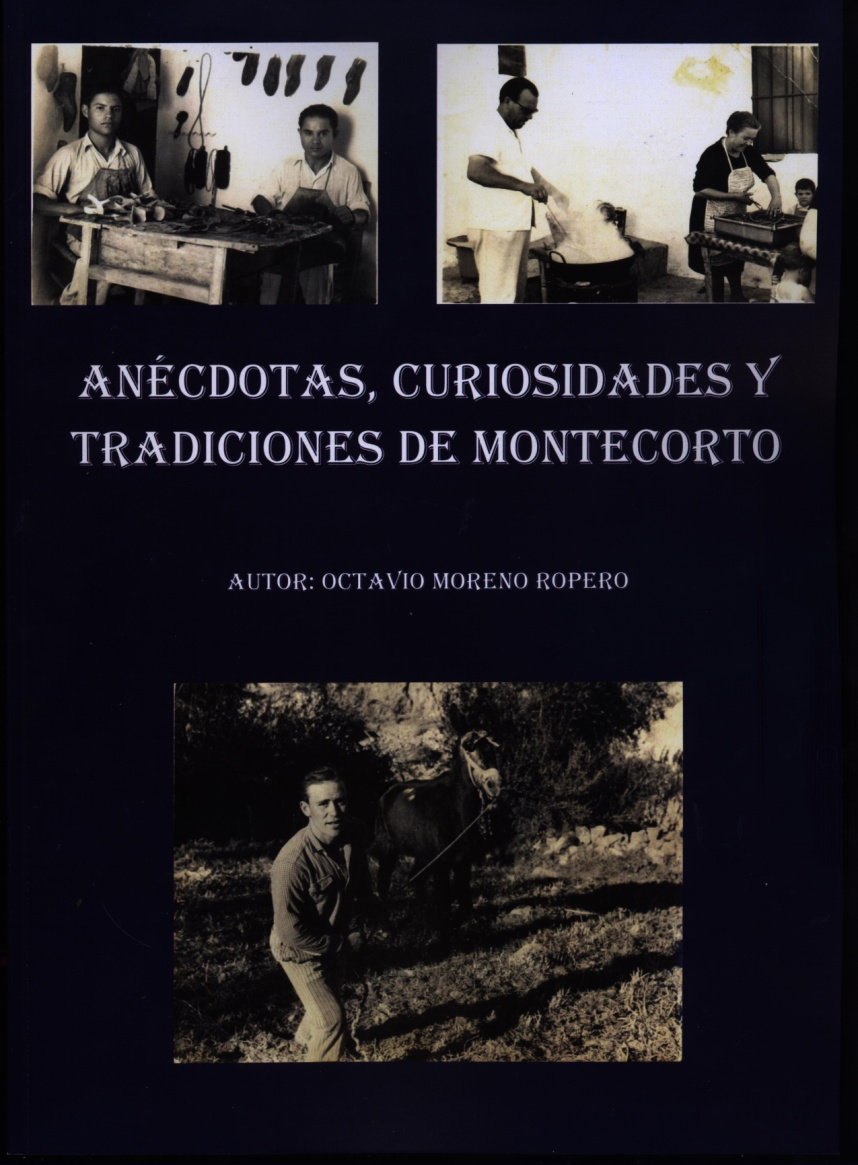 ANÉCDOTAS, CURIOSIDADES Y
TRADICIONES DE MONTECORTO
AUTOR: OCTAVIO MORENO ROPERO